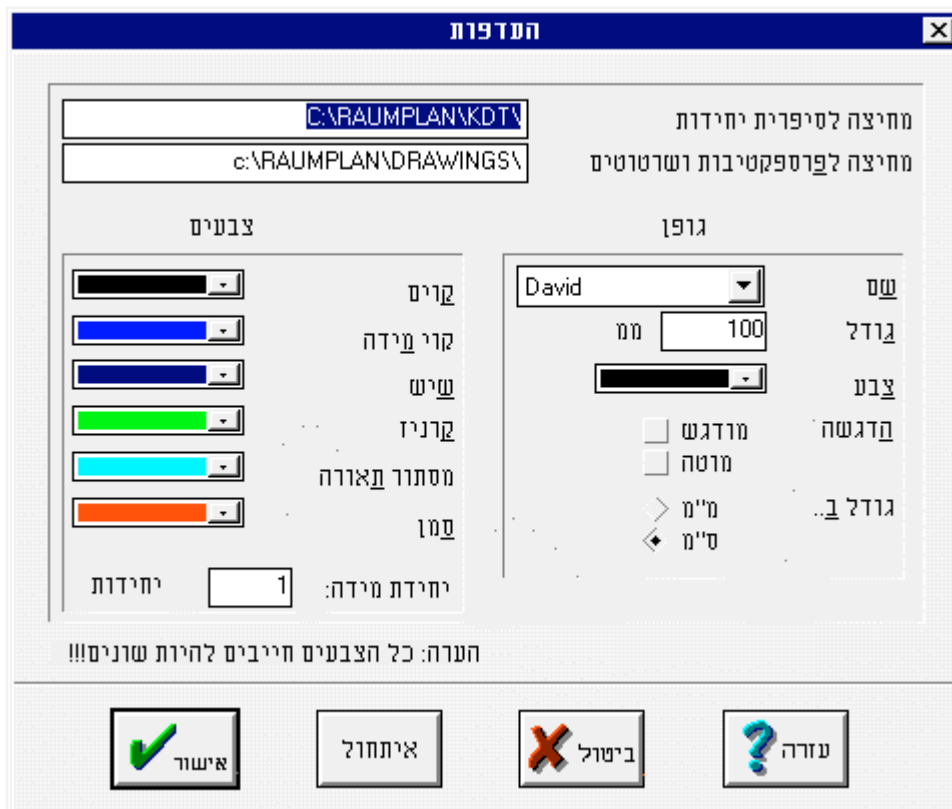 העדפות
מחיצה לסיפרית יחידות C:\RAUMPLAN\KDT\
מחיצה לפרספקטיבות ושרטוטים c:\RAUMPLAN\DRAWINGS\
גופן
שם David
גודל 100 ממ
צבע
הדגשה מודגש
מוטה
גודל ב.. מ"מ
ס"מ
צבעים
קוים
קוי מידה
שיש
קרניז
מסתור תאורה
סמן
יחידת מידה: 1 יחידות
הערה: כל הצבעים חייבים להיות שונים!!!
עזרה
ביטול
איתחול
אישור